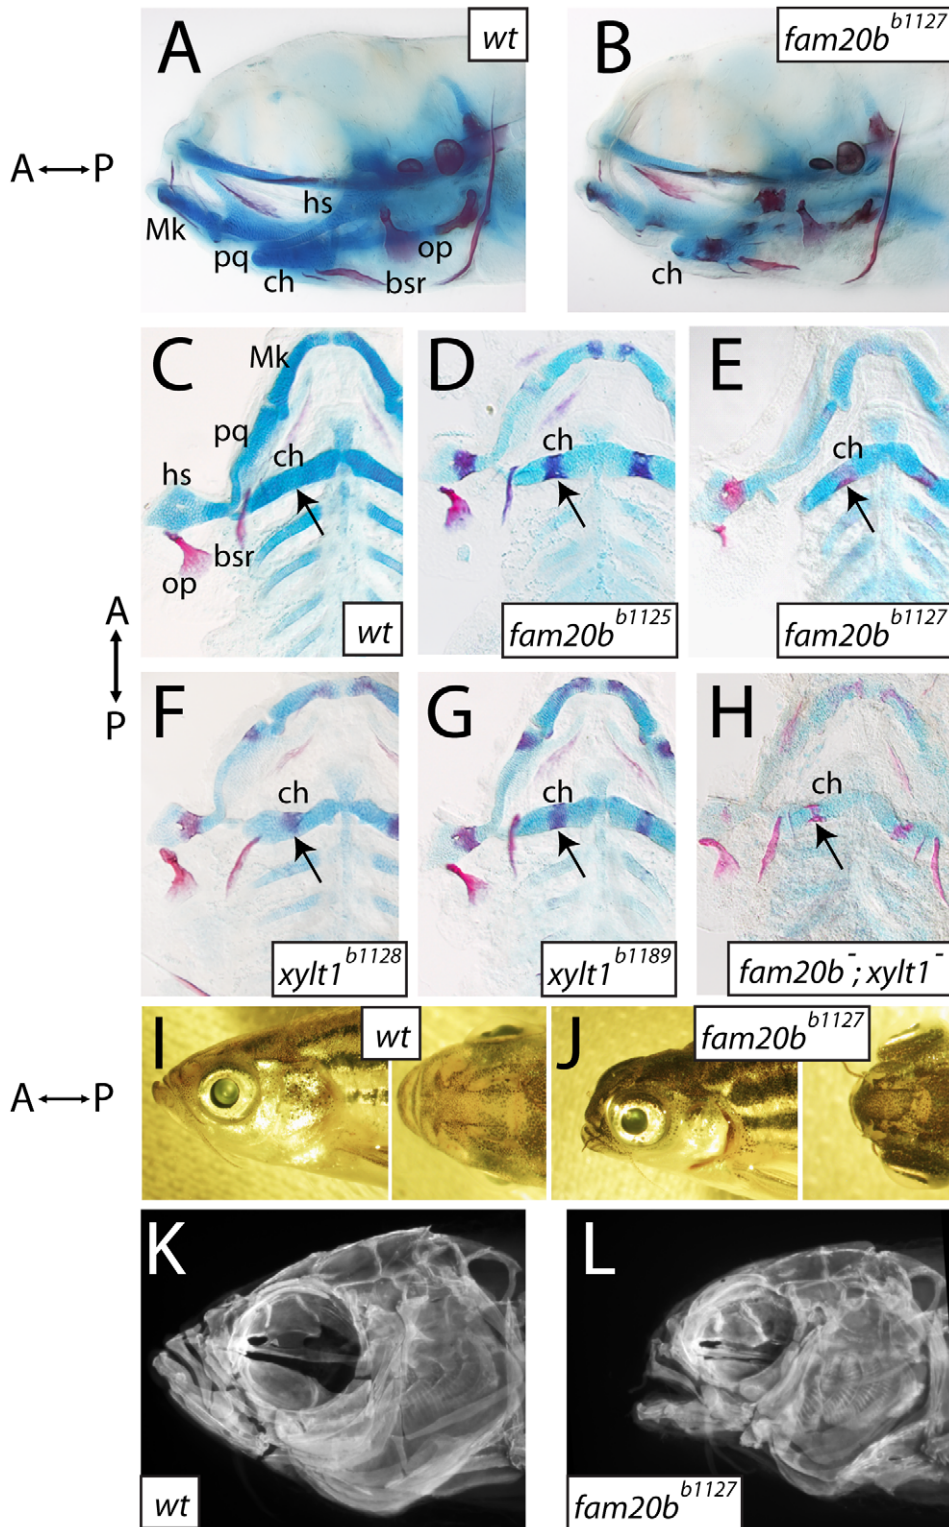 A wt
B fam20b b1127
A ↔ P
hs
Mk
pq
ch
op
bsr
ch
C
Mk
pq
ch
hs
bsr
op
wt
D
ch
fam20b b1125
E
ch
fam20b b1127
A
P
F
ch
xylt1 b1128
G
ch
xylt1 b1189
H
ch
fam20b-; xylt1-
A ↔ P
I wt
J fam20b b1127
K
wt
L
fam20b b1127